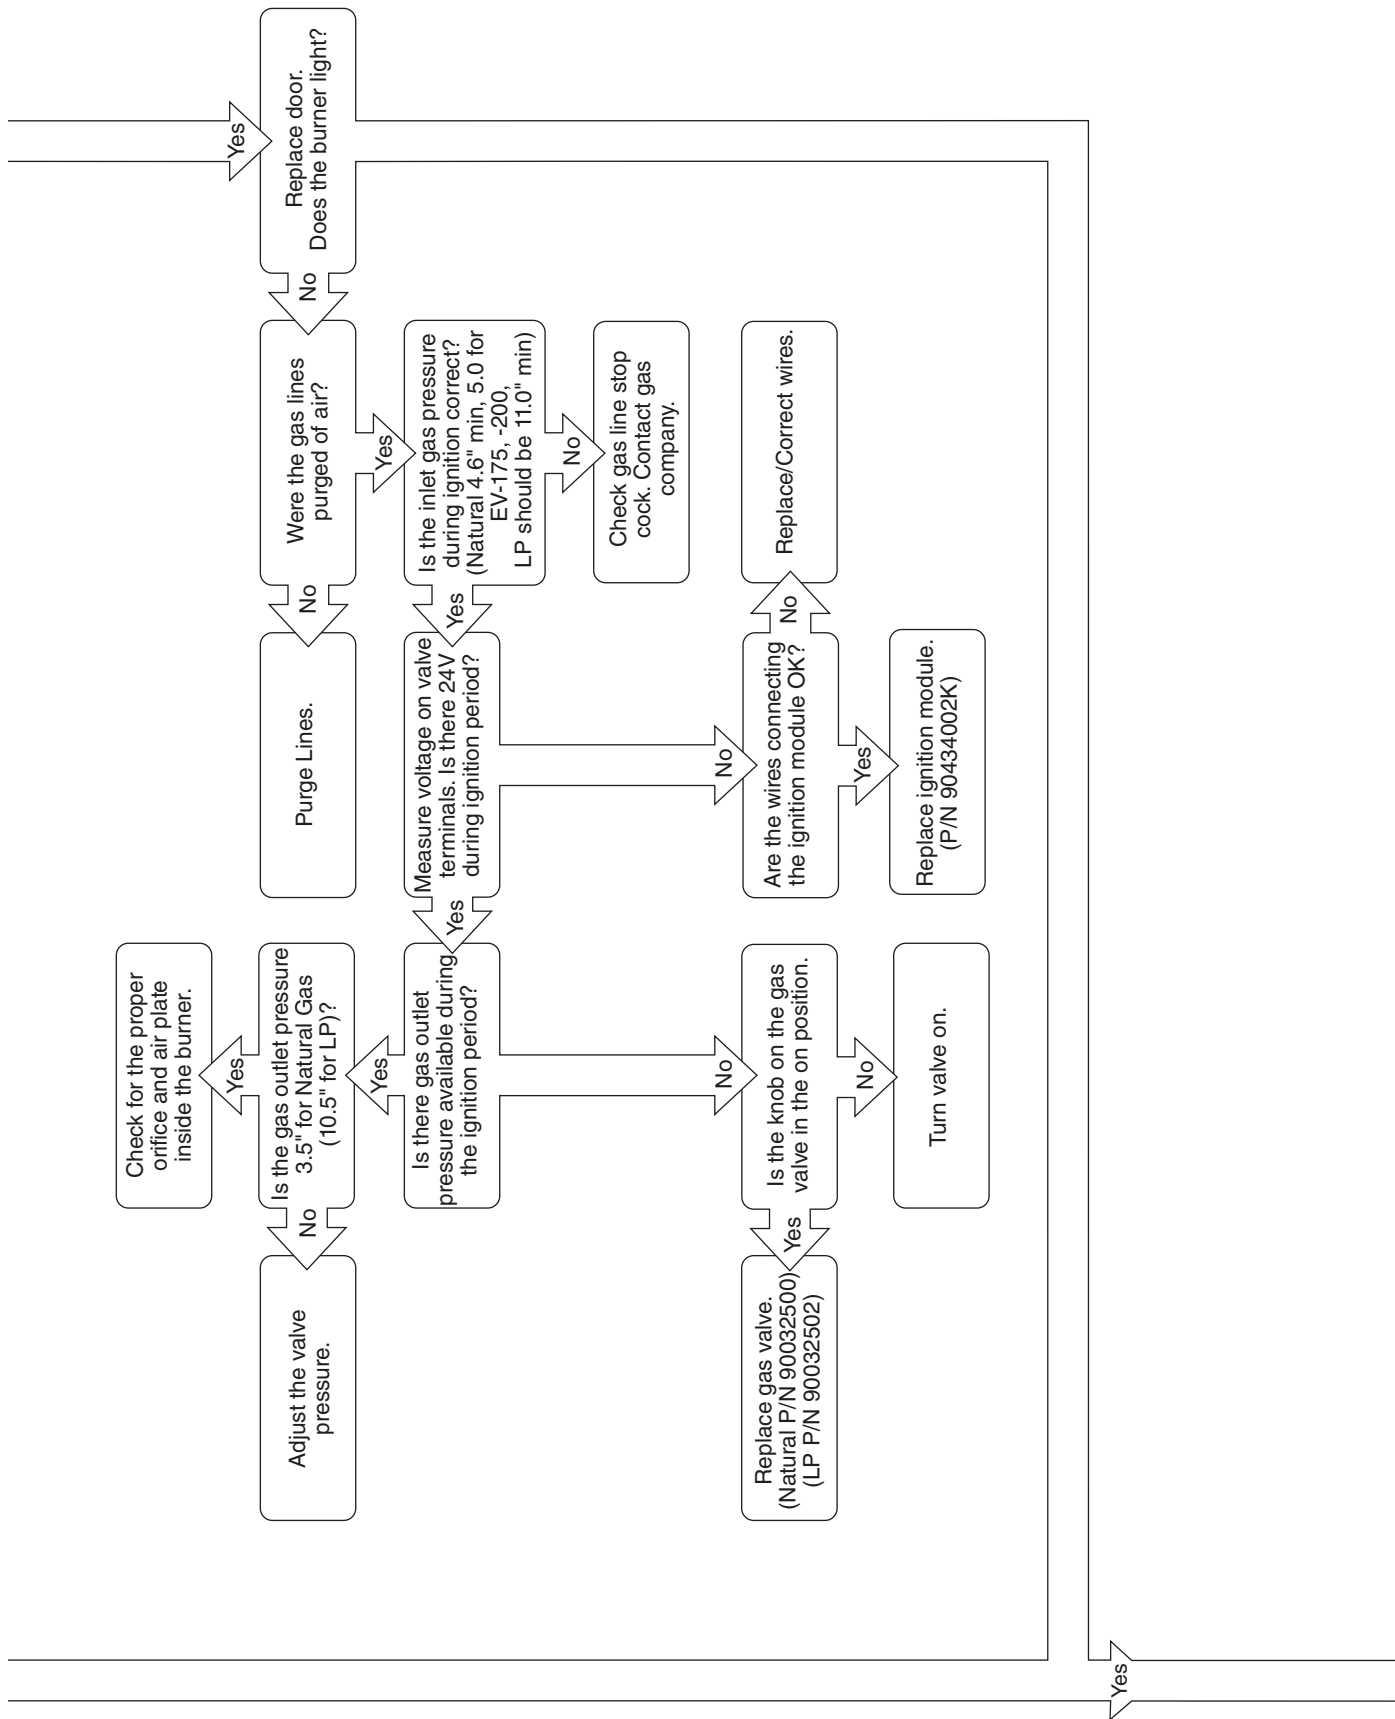 Yes
Replace door.
Does the burner light?
No
Were the gas lines
purged of air?
No
Purge Lines.
Yes
Is the inlet gas pressure
during ignition correct?
(Natural 4.6" min, 5.0 for
EV-175, -200,
LP should be 11.0" min)
No
Check gas line stop
cock. Contact gas
company.
Yes
Measure voltage on valve
terminals. Is there 24V
during ignition period?
No
Are the wires connecting
the ignition module OK?
No
Replace/Correct wires.
Yes
Replace ignition module.
(P/N 90434002K)
Yes
Is there gas outlet
pressure available during
the ignition period?
Yes
Is the gas outlet pressure
3.5" for Natural Gas
(10.5" for LP)?
Yes
Check for the proper
orifice and air plate
inside the burner.
No
Adjust the valve
pressure.
No
Is the knob on the gas
valve in the on position.
No
Turn valve on.
Yes
Replace gas valve.
(Natural P/N 90032500)
(LP P/N 90032502)
Yes